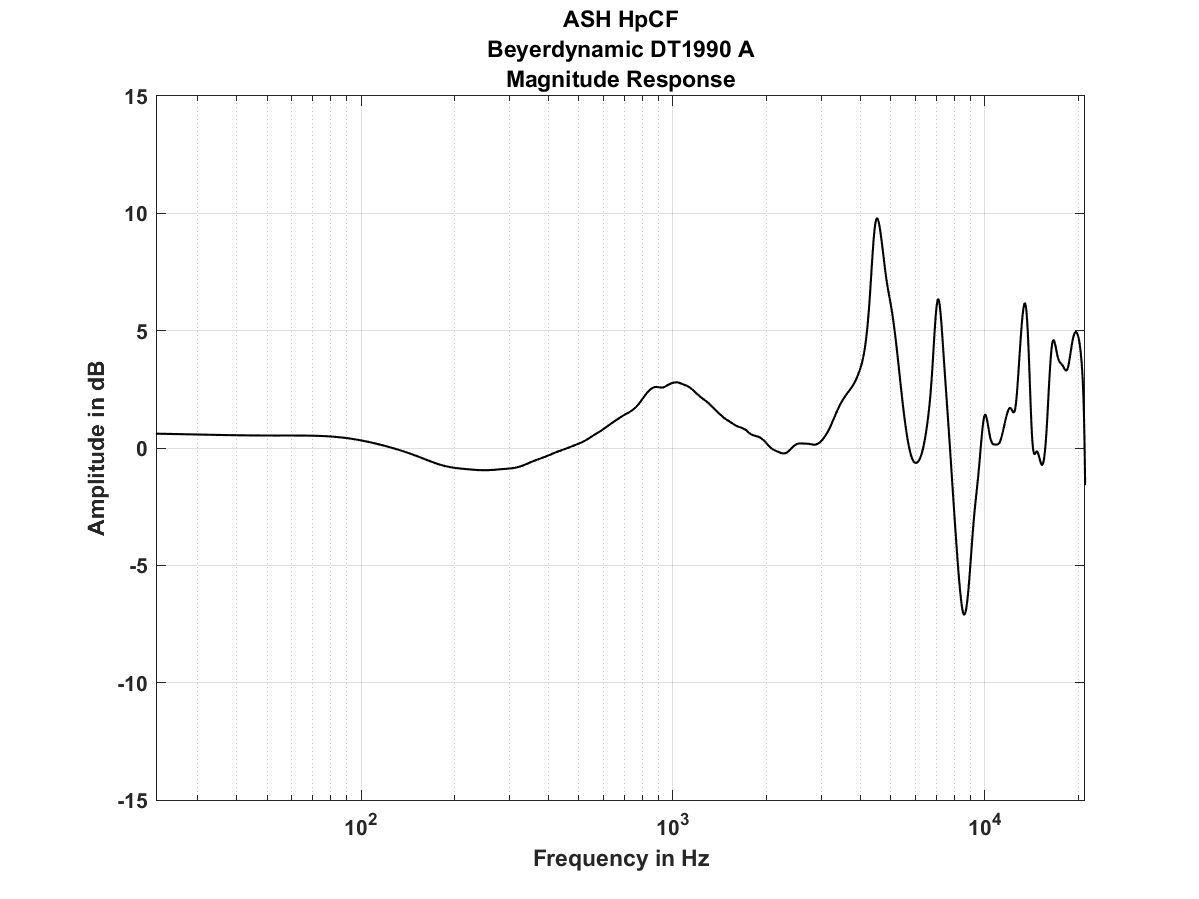 ASH HpCF
Beyerdynamic DT1990 A
Magnitude Response
15
10
5
0
-5
-10
-15
Amplitude in dB
10² 10³ 10⁴
Frequency in Hz